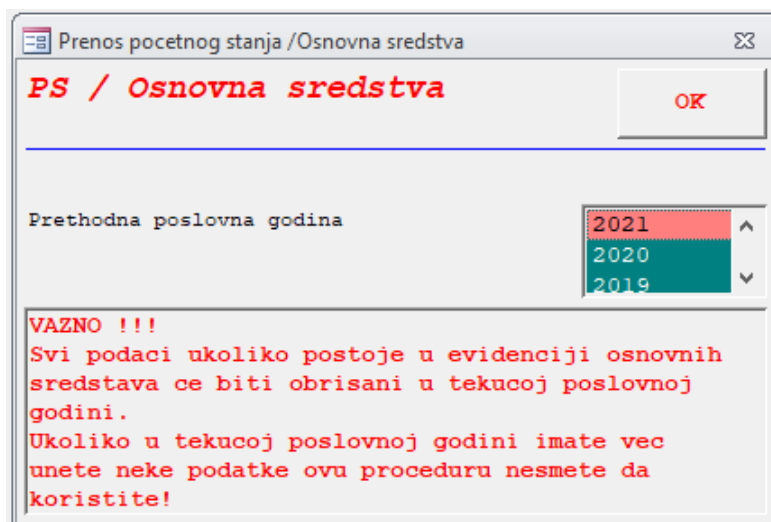 Prenos pocetnog stanja /Osnovna sredstva
PS / Osnovna sredstva
OK
Prethodna poslovna godina
2021
2020
2019
VAZNO !!!
Svi podaci ukoliko postoje u evidenciji osnovnih
sredstava ce biti obrisani u tekucoj poslovnoj
godini.
Ukoliko u tekucoj poslovnoj godini imate vec
unete neke podatke ovu proceduru nesmete da
koristite!